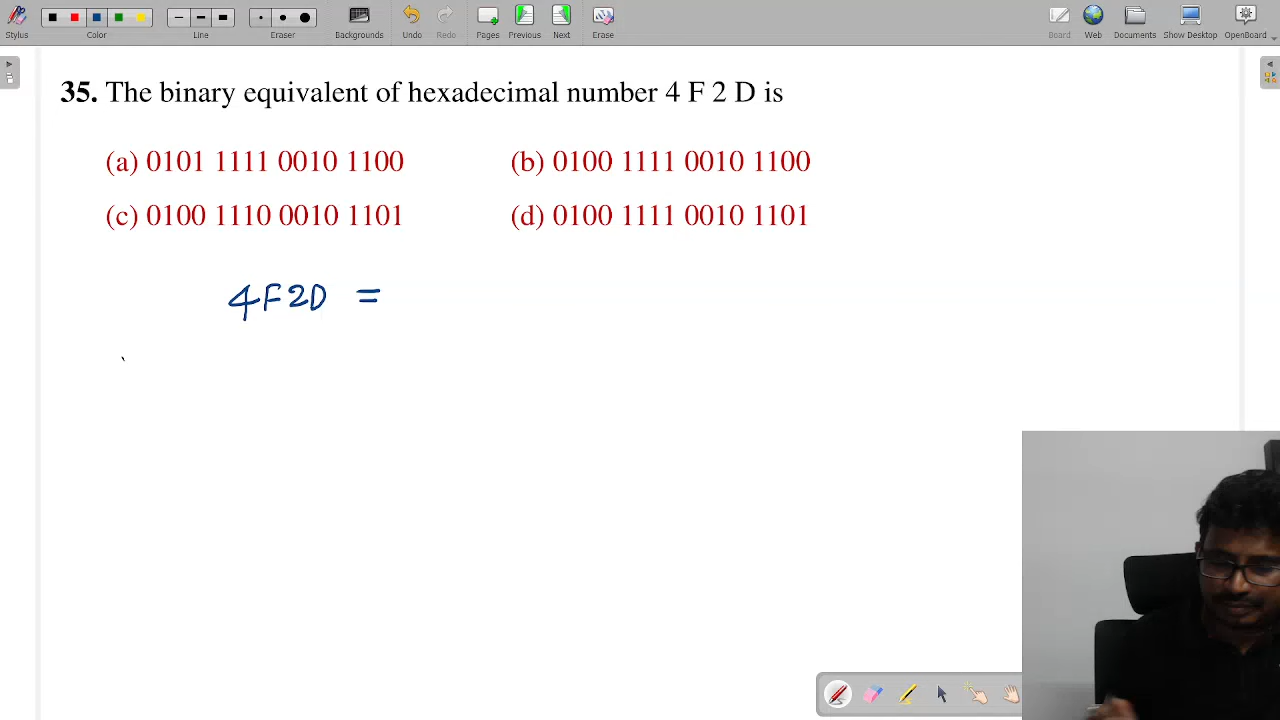 Stylus Color Line Eraser Backgrounds Undo Redo Pages Previous Next Erase Board Web Documents Show Desktop OpenBoard
35. The binary equivalent of hexadecimal number 4 F 2 D is
(a) 0101 1111 0010 1100 (b) 0100 1111 0010 1100
(c) 0100 1110 0010 1101 (d) 0100 1111 0010 1101
4F2D =